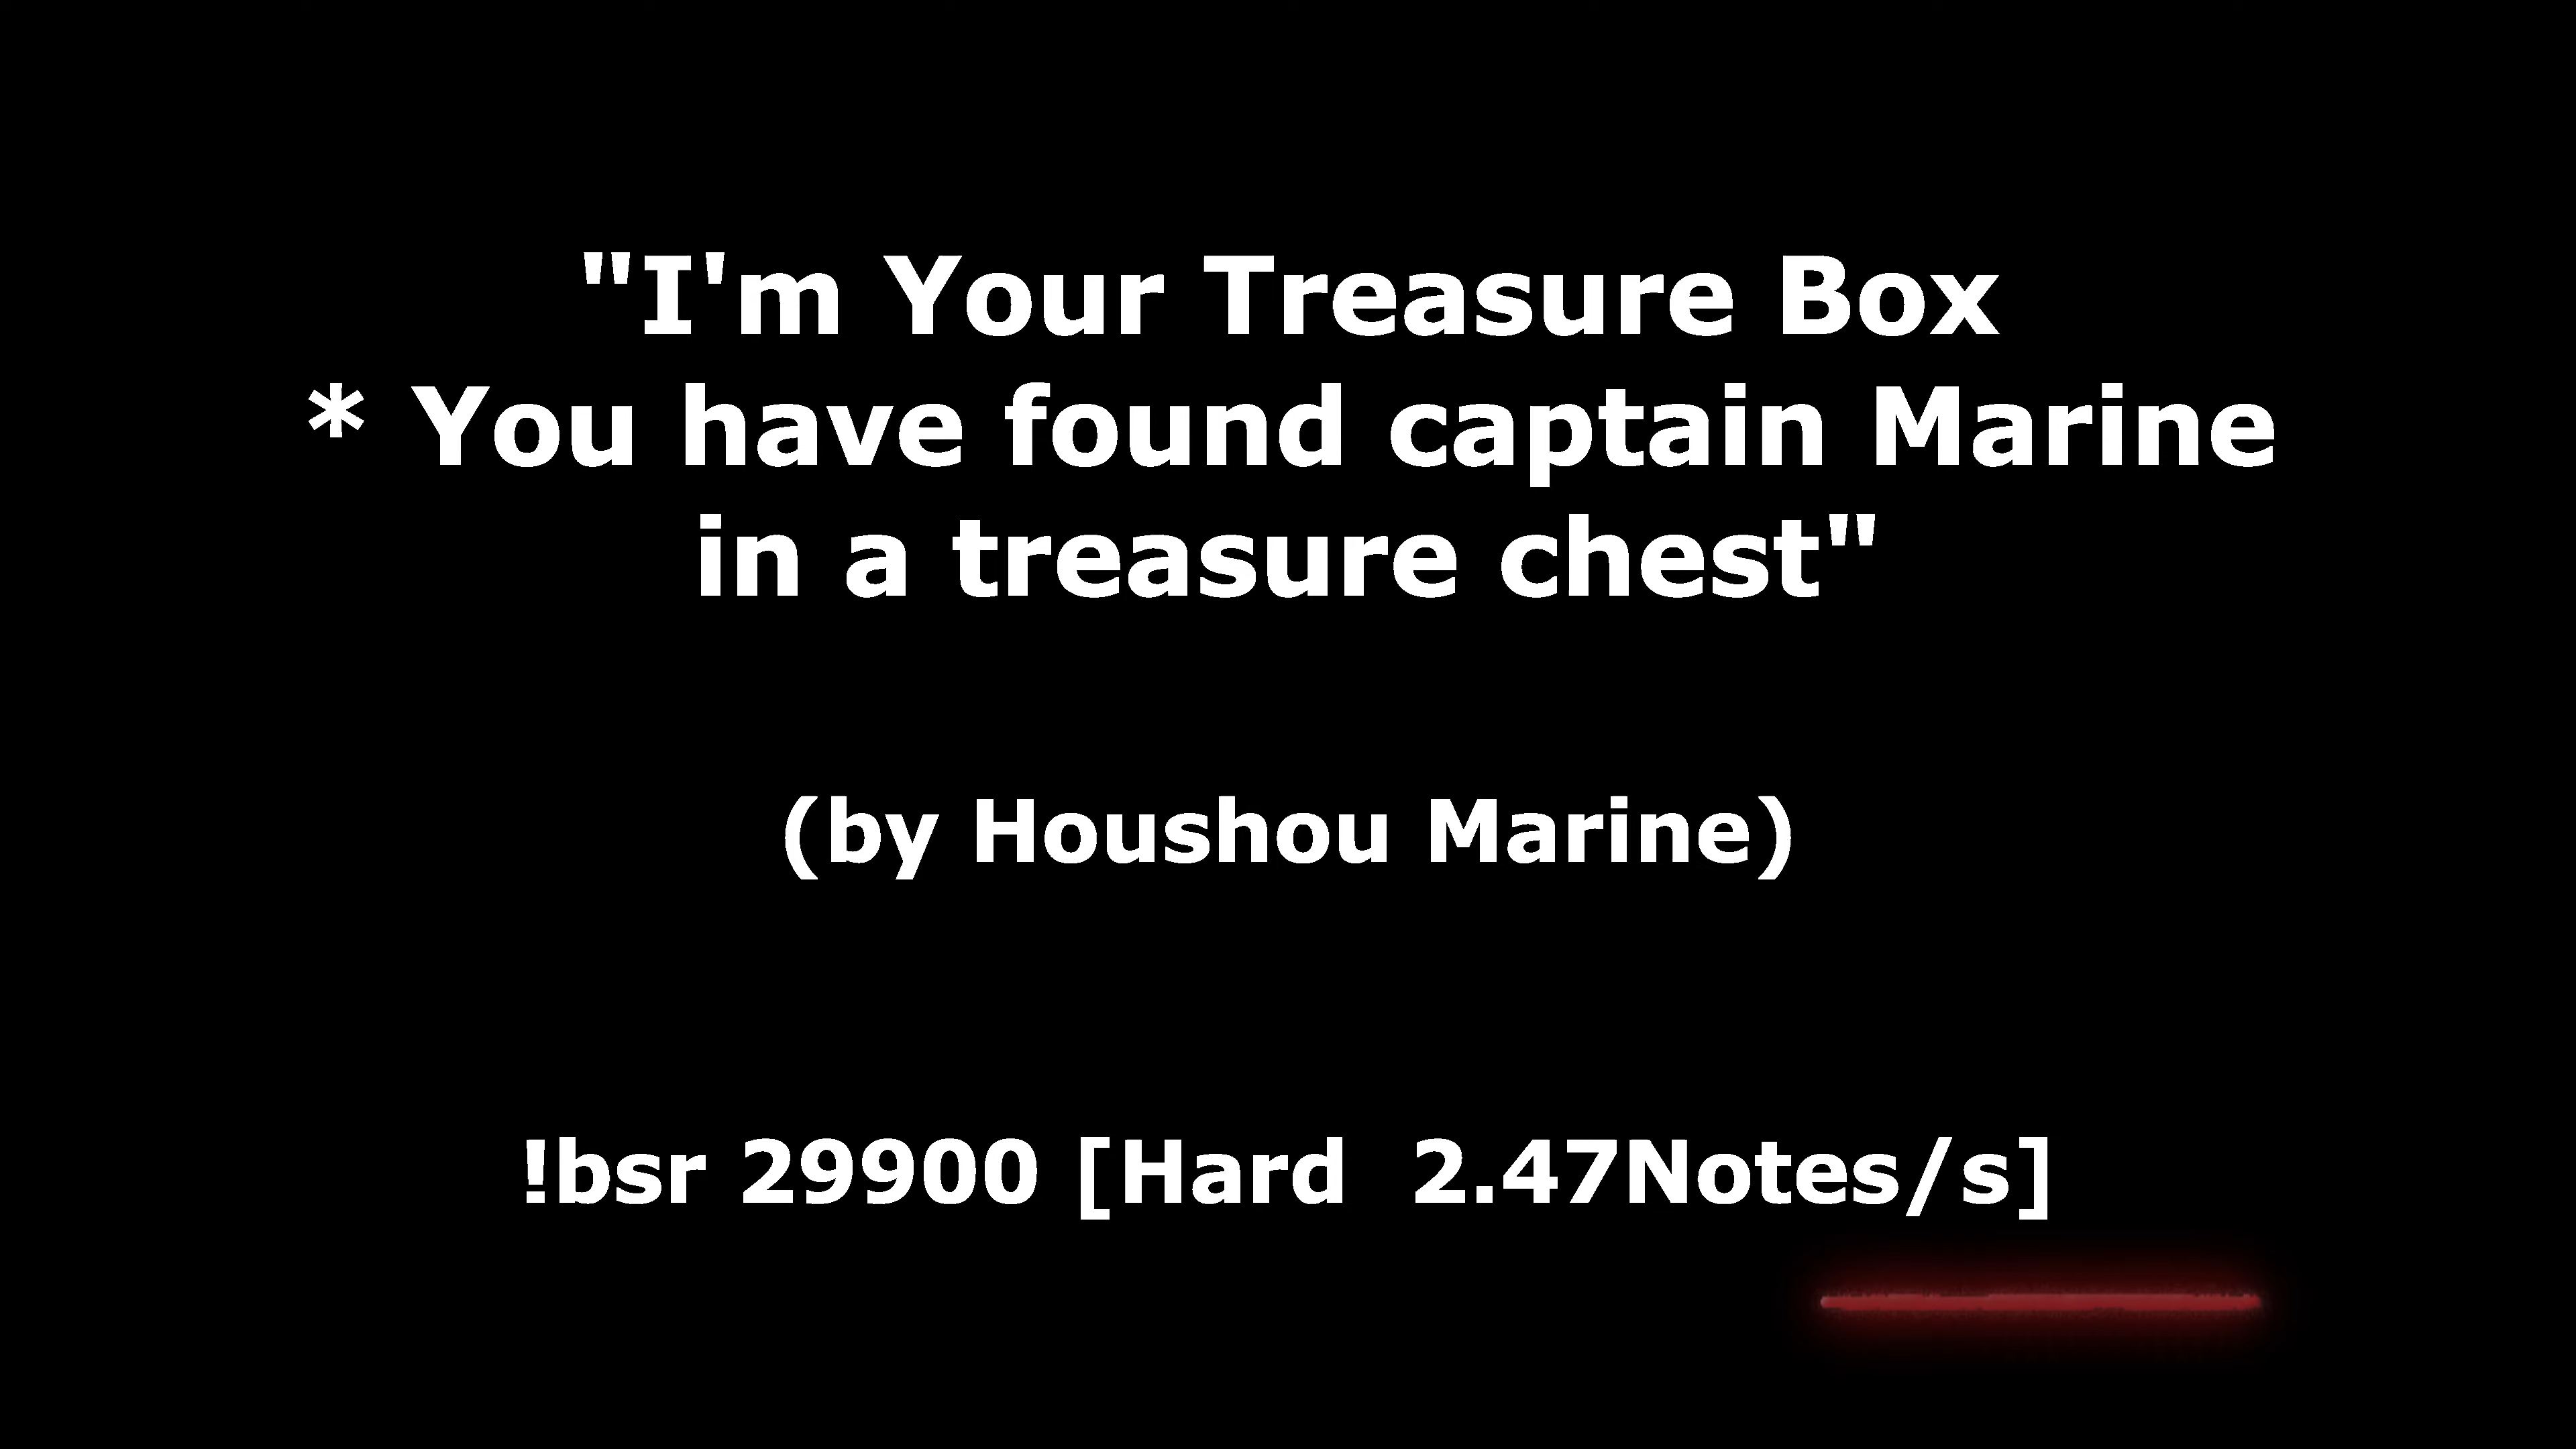 "I'm Your Treasure Box
* You have found captain Marine
in a treasure chest"
(by Houshou Marine)
!bsr 29900 [Hard 2.47Notes/s]